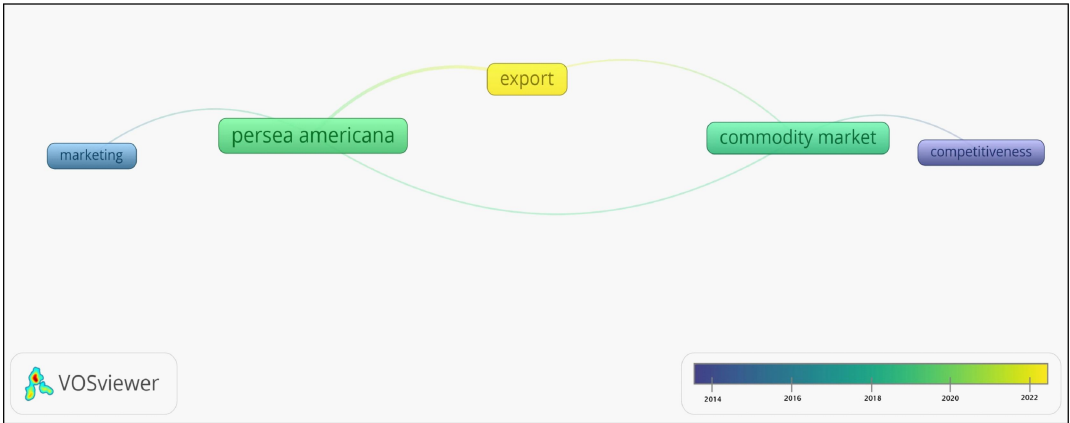 export
persea americana
commodity market
marketing
competitiveness
VOSviewer
2014
2016
2018
2020
2022